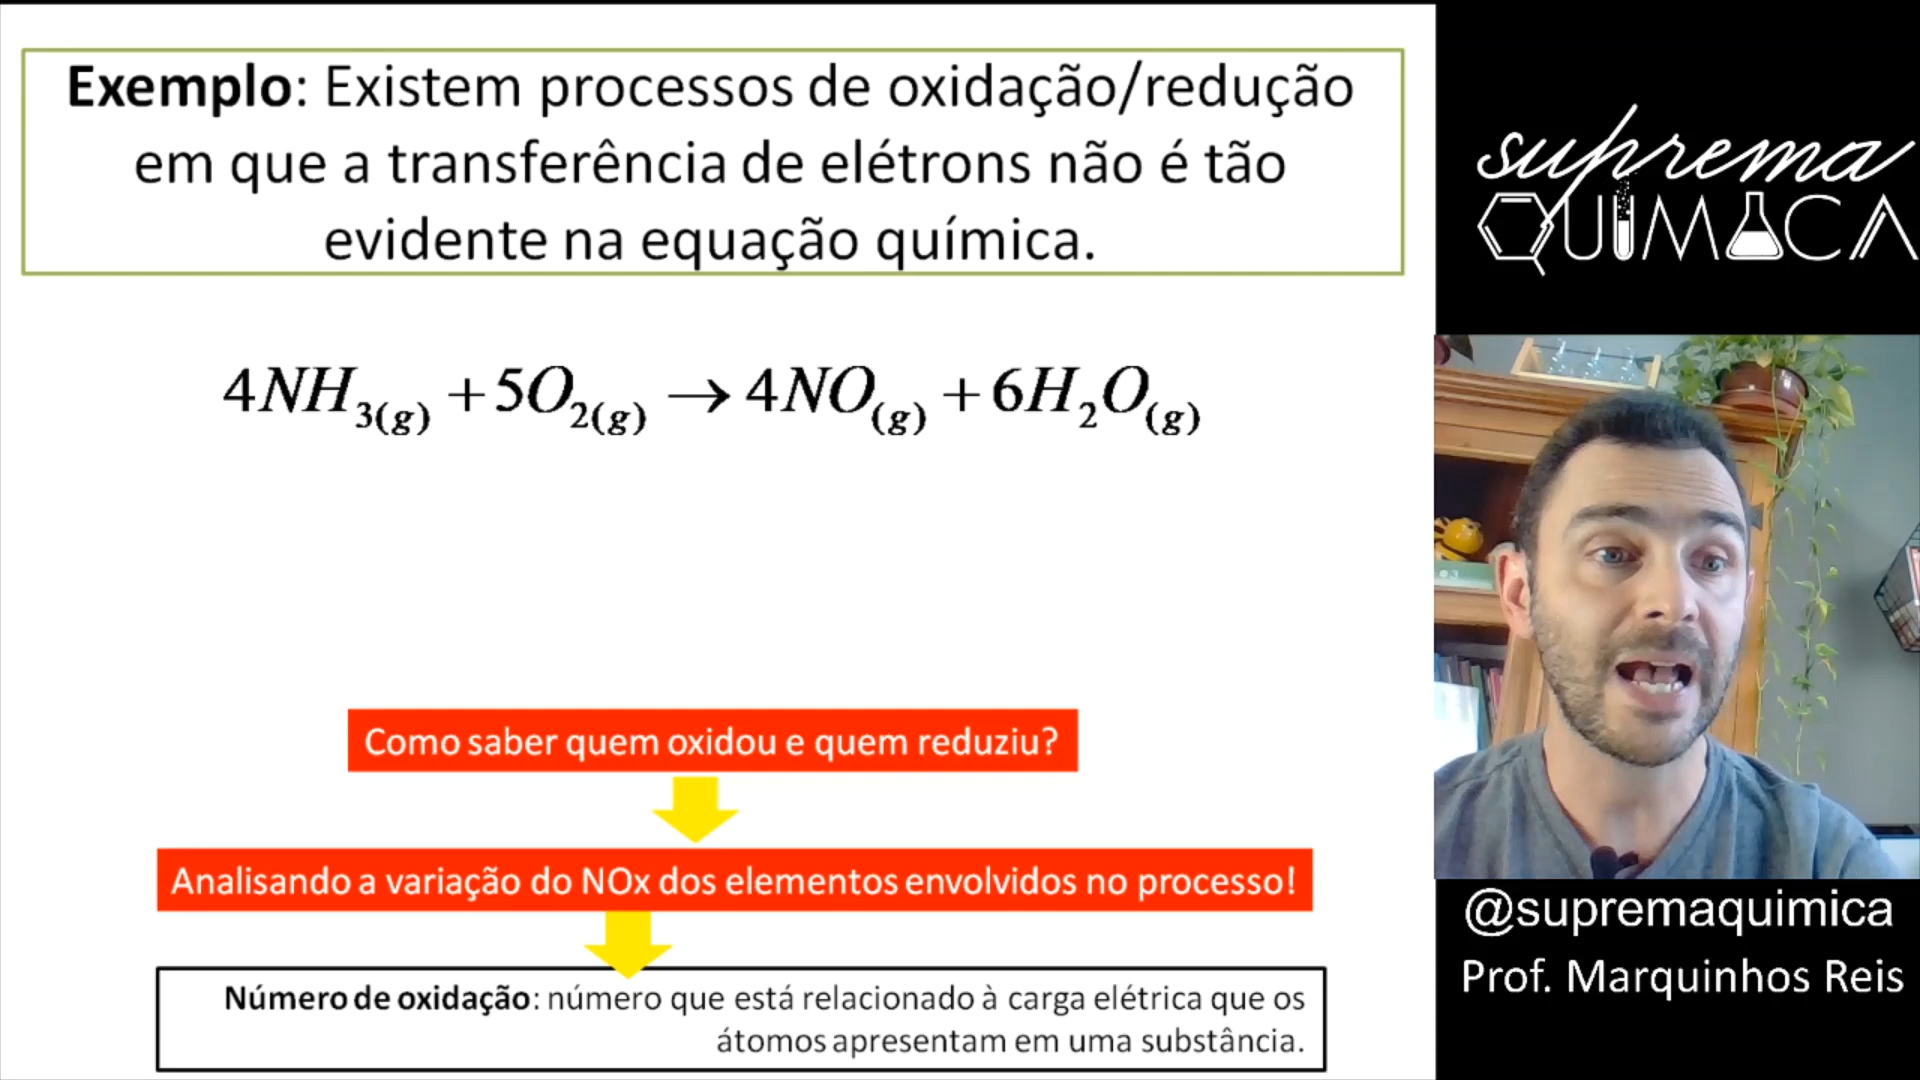 Exemplo: Existem processos de oxidação/redução
em que a transferência de elétrons não é tão
evidente na equação química.
4NH3(g) + 5O2(g) → 4NO(g) + 6H2O(g)
Como saber quem oxidou e quem reduziu?
Analisando a variação do NOx dos elementos envolvidos no processo!
Número de oxidação: número que está relacionado à carga elétrica que os
átomos apresentam em uma substância.
suprema
QUÍMICA
@supremaquimica
Prof. Marquinhos Reis